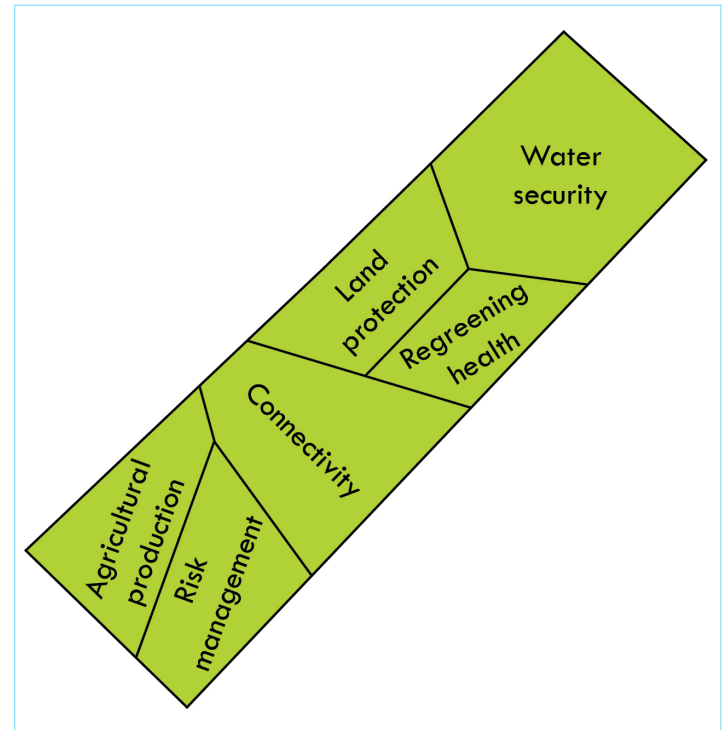 Water
security
Land
protection
Regreening
health
Connectivity
Agricultural
production
Risk
management